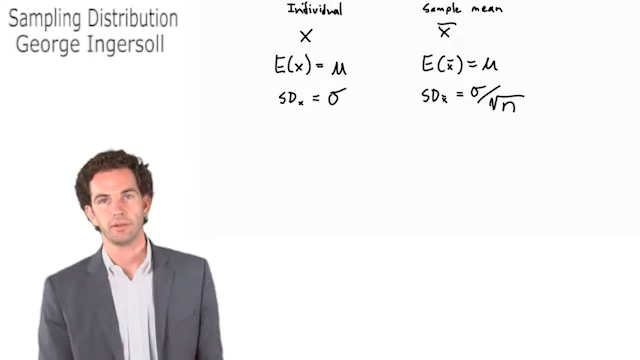 Sampling Distribution
George Ingersoll
Individual
X
E(x) = μ
SDₓ = σ
Sample mean
x̄
E(x̄) = μ
SDx̄ = σ/√n